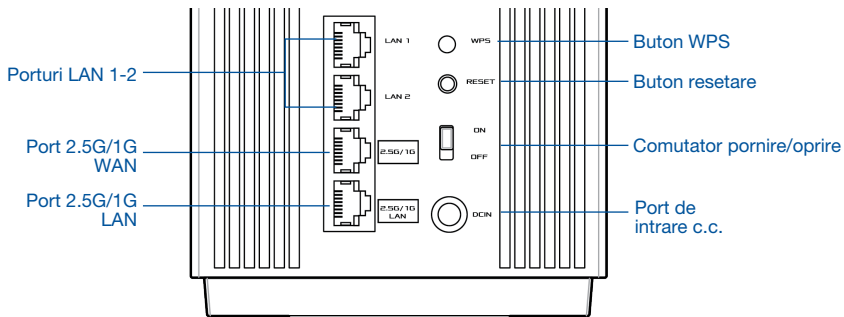 Porturi LAN 1-2
Port 2.5G/1G
WAN
Port 2.5G/1G
LAN
LAN 1
LAN 2
2.5G/1G
2.5G/1G
LAN
WPS
RESET
ON
OFF
DCIN
Buton WPS
Buton resetare
Comutator pornire/oprire
Port de
intrare c.c.